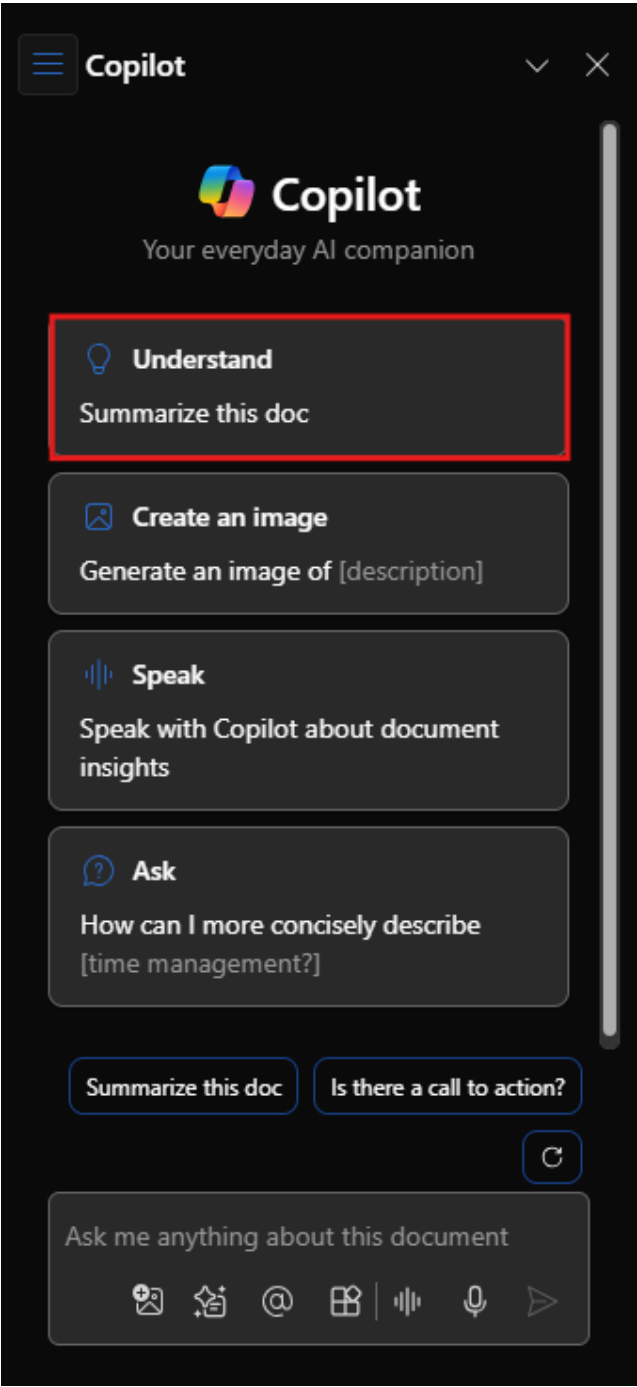 Copilot
Copilot
Your everyday AI companion
Understand
Summarize this doc
Create an image
Generate an image of [description]
Speak
Speak with Copilot about document
insights
Ask
How can I more concisely describe
[time management?]
Summarize this doc
Is there a call to action?
Ask me anything about this document